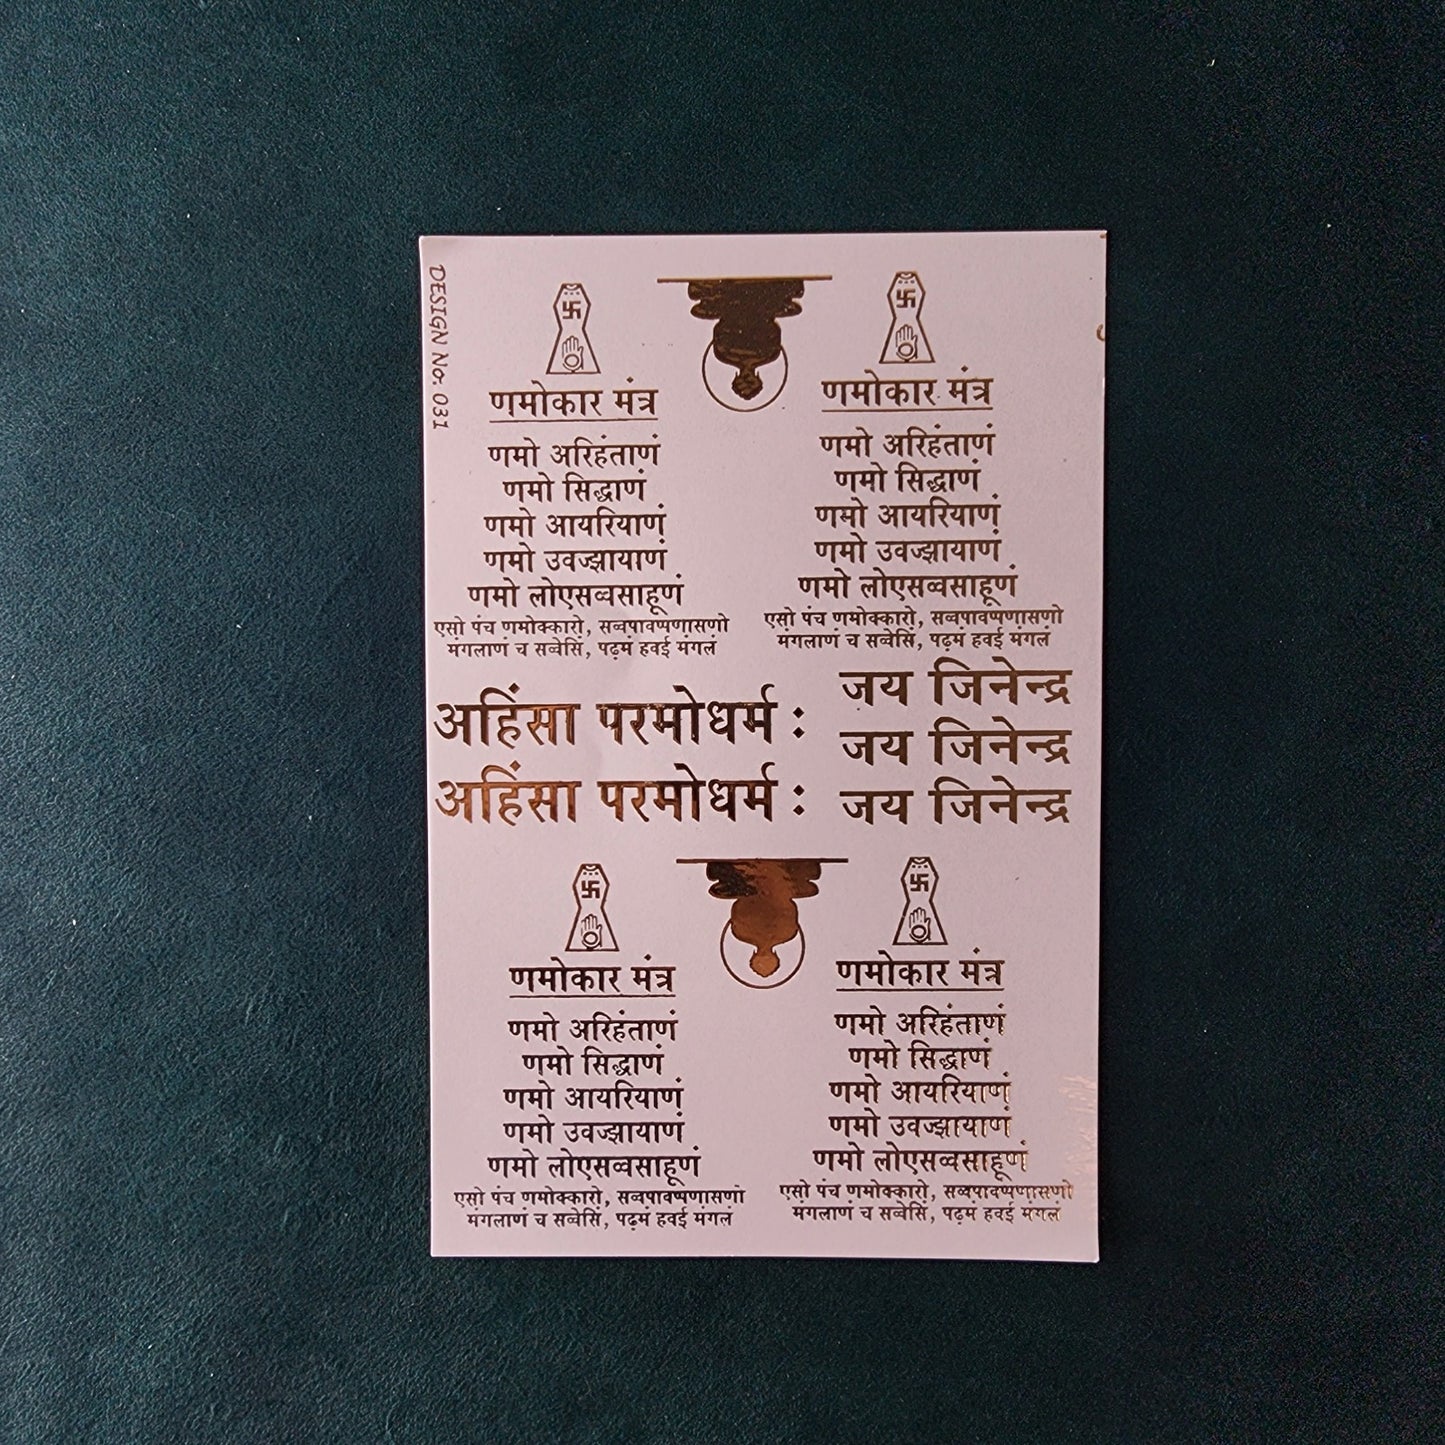 DESIGN No. 031
णमोकार मंत्र
णमो अरिहंताणं
णमो सिद्धाणं
णमो आयरियाणं
णमो उवज्झायाणं
णमो लोएसव्वसाहूणं
एसो पंच णमोक्कारो, सव्वपावप्पणासणो
मंगलाणं च सव्वेसिं, पढ़मं हवई मंगलं
णमोकार मंत्र
णमो अरिहंताणं
णमो सिद्धाणं
णमो आयरियाणं
णमो उवज्झायाणं
णमो लोएसव्वसाहूणं
एसो पंच णमोक्कारो, सव्वपावप्पणासणो
मंगलाणं च सव्वेसिं, पढ़मं हवई मंगलं
अहिंसा परमोधर्म :
अहिंसा परमोधर्म :
जय जिनेन्द्र
जय जिनेन्द्र
जय जिनेन्द्र
णमोकार मंत्र
णमो अरिहंताणं
णमो सिद्धाणं
णमो आयरियाणं
णमो उवज्झायाणं
णमो लोएसव्वसाहूणं
एसो पंच णमोक्कारो, सव्वपावप्पणासणो
मंगलाणं च सव्वेसिं, पढ़मं हवई मंगलं
णमोकार मंत्र
णमो अरिहंताणं
णमो सिद्धाणं
णमो आयरियाणं
णमो उवज्झायाणं
णमो लोएसव्वसाहूणं
एसो पंच णमोक्कारो, सव्वपावप्पणासणो
मंगलाणं च सव्वेसिं, पढ़मं हवई मंगलं